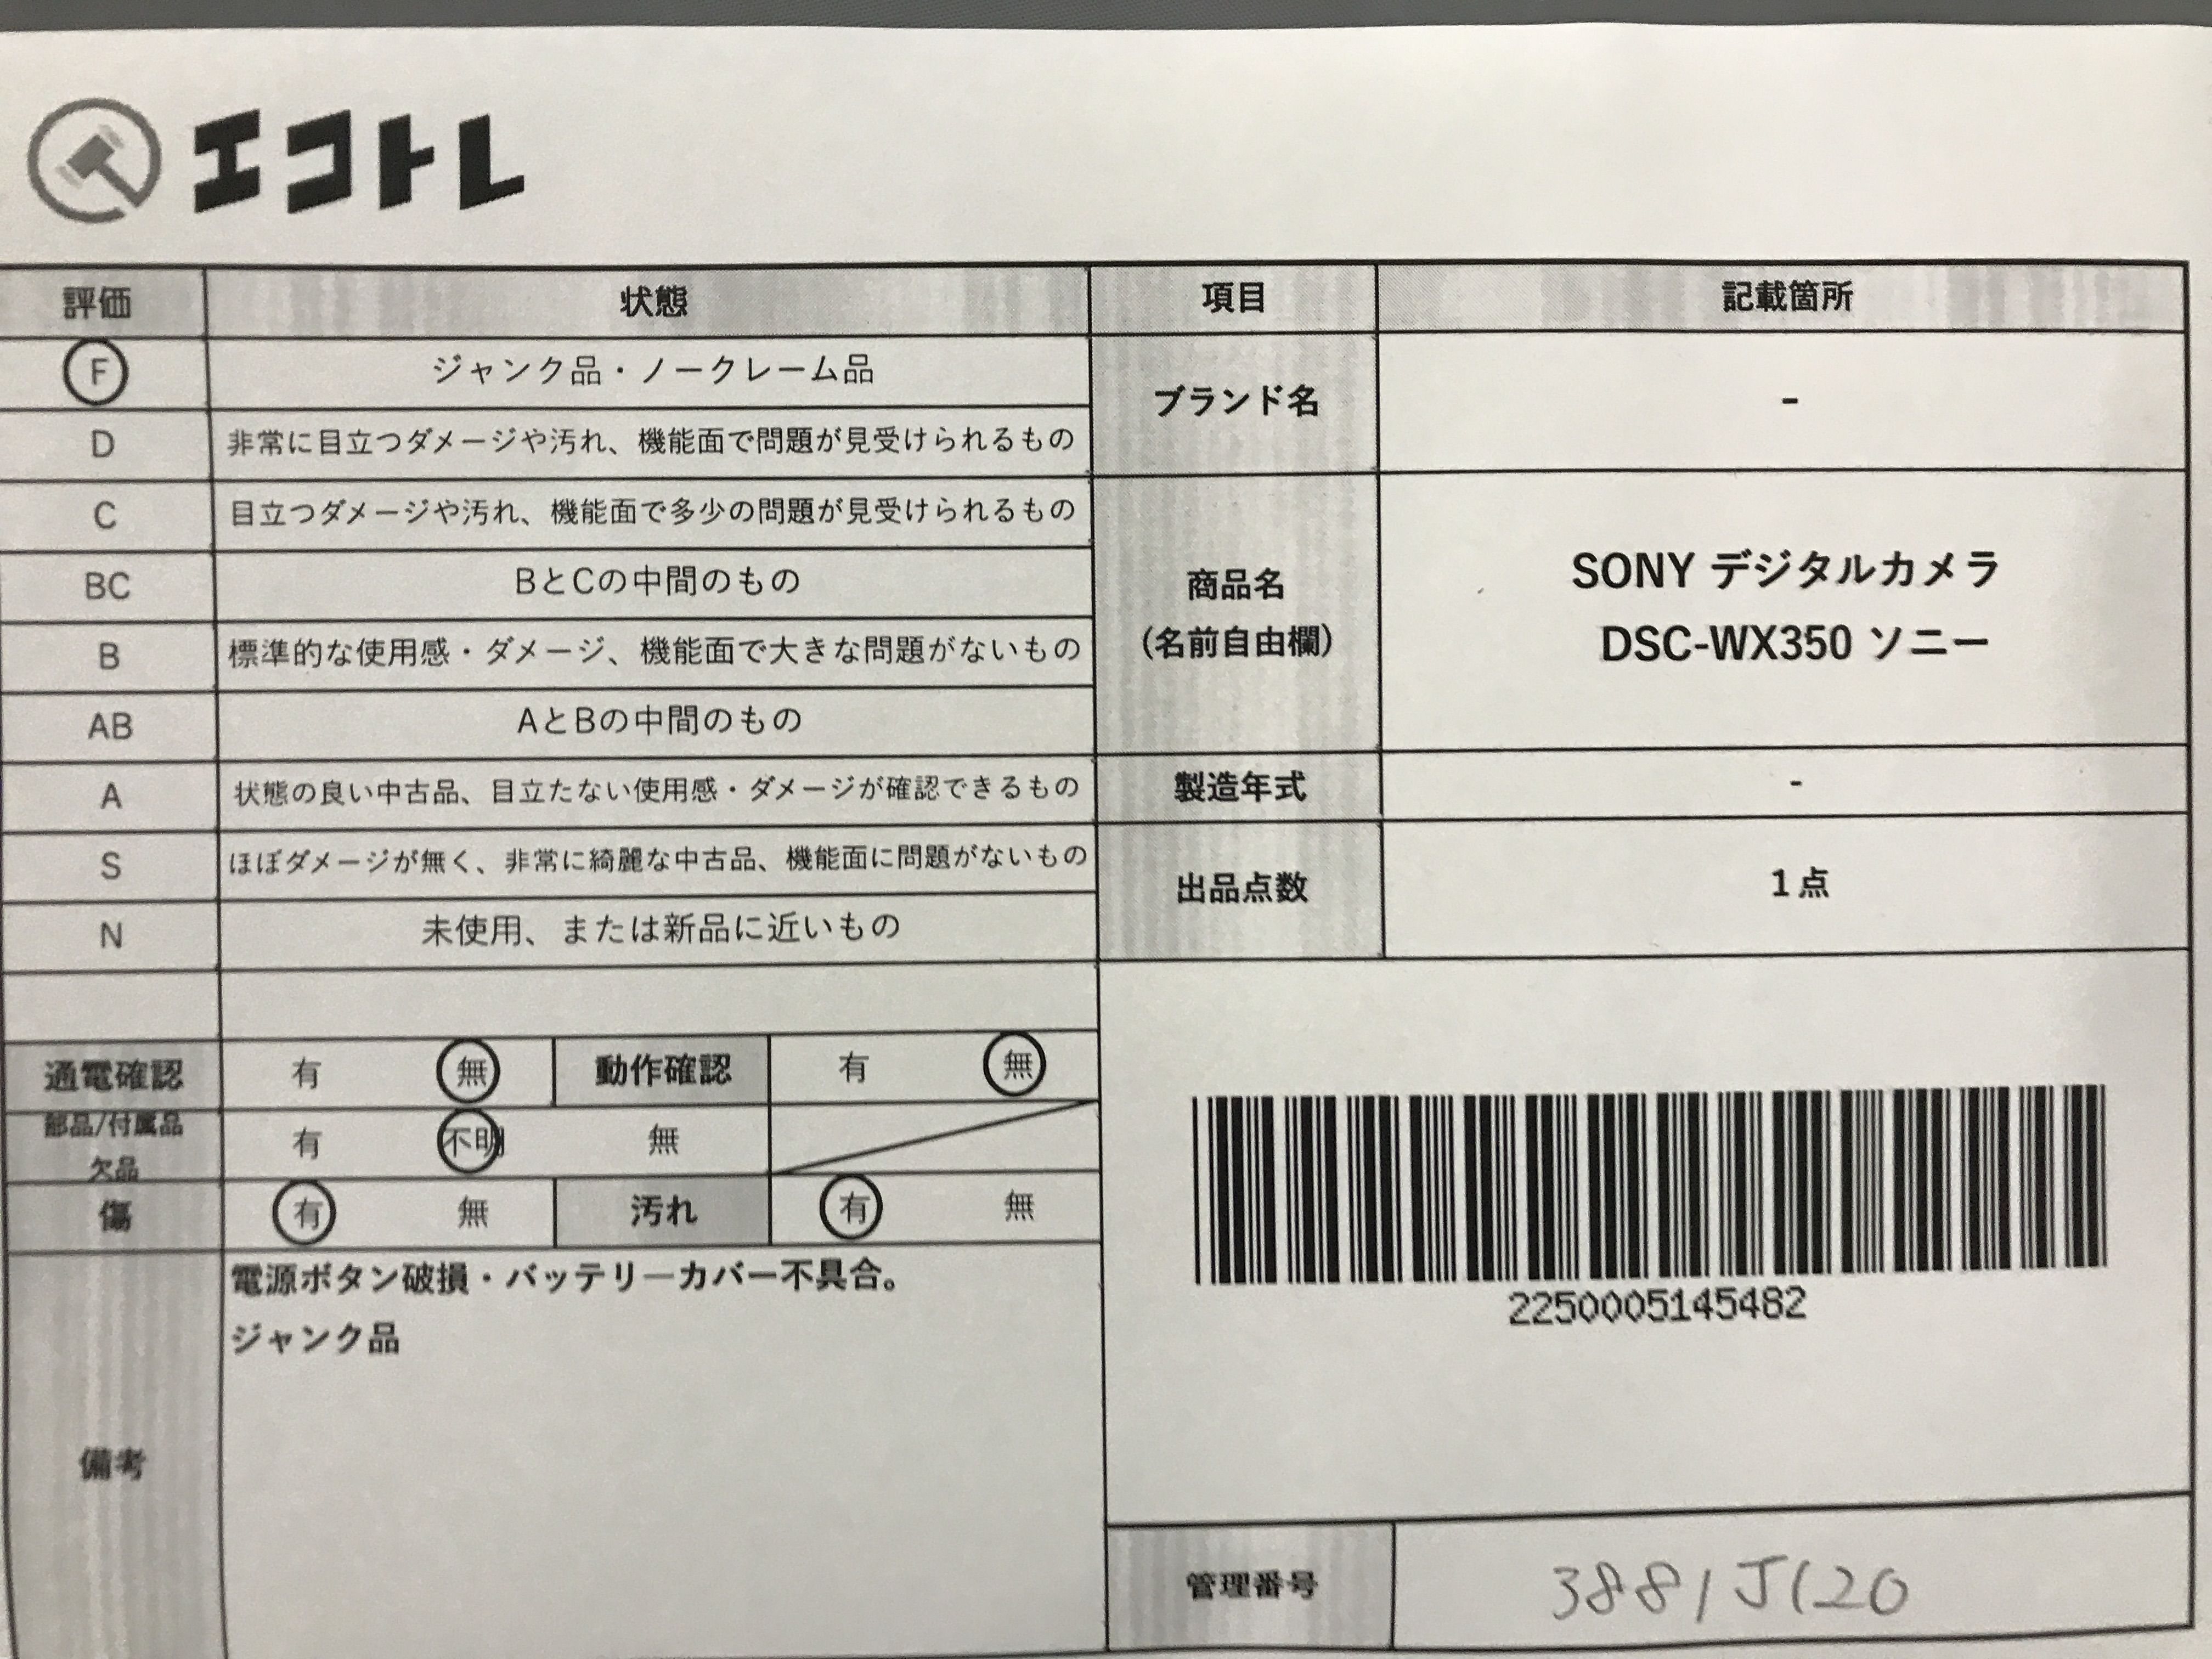 エコトレ
評価 状態 項目 記載箇所
F ジャンク品・ノークレーム品
ブランド名 -
D 非常に目立つダメージや汚れ、機能面で問題が見受けられるもの
C 目立つダメージや汚れ、機能面で多少の問題が見受けられるもの
商品名
(名前自由欄)
SONY デジタルカメラ
DSC-WX350 ソニー
BC BとCの中間のもの
B 標準的な使用感・ダメージ、機能面で大きな問題がないもの
AB AとBの中間のもの
A 状態の良い中古品、目立たない使用感・ダメージが確認できるもの
製造年式 -
S ほぼダメージが無く、非常に綺麗な中古品、機能面に問題がないもの
出品点数 1点
N 未使用、または新品に近いもの
通電確認 有 無 動作確認 有 無
部品/付属品
欠品
有 不明 無
傷 有 無 汚れ 有 無
備考
電源ボタン破損・バッテリーカバー不具合。
ジャンク品
2250005145482
管理番号 3881J(20